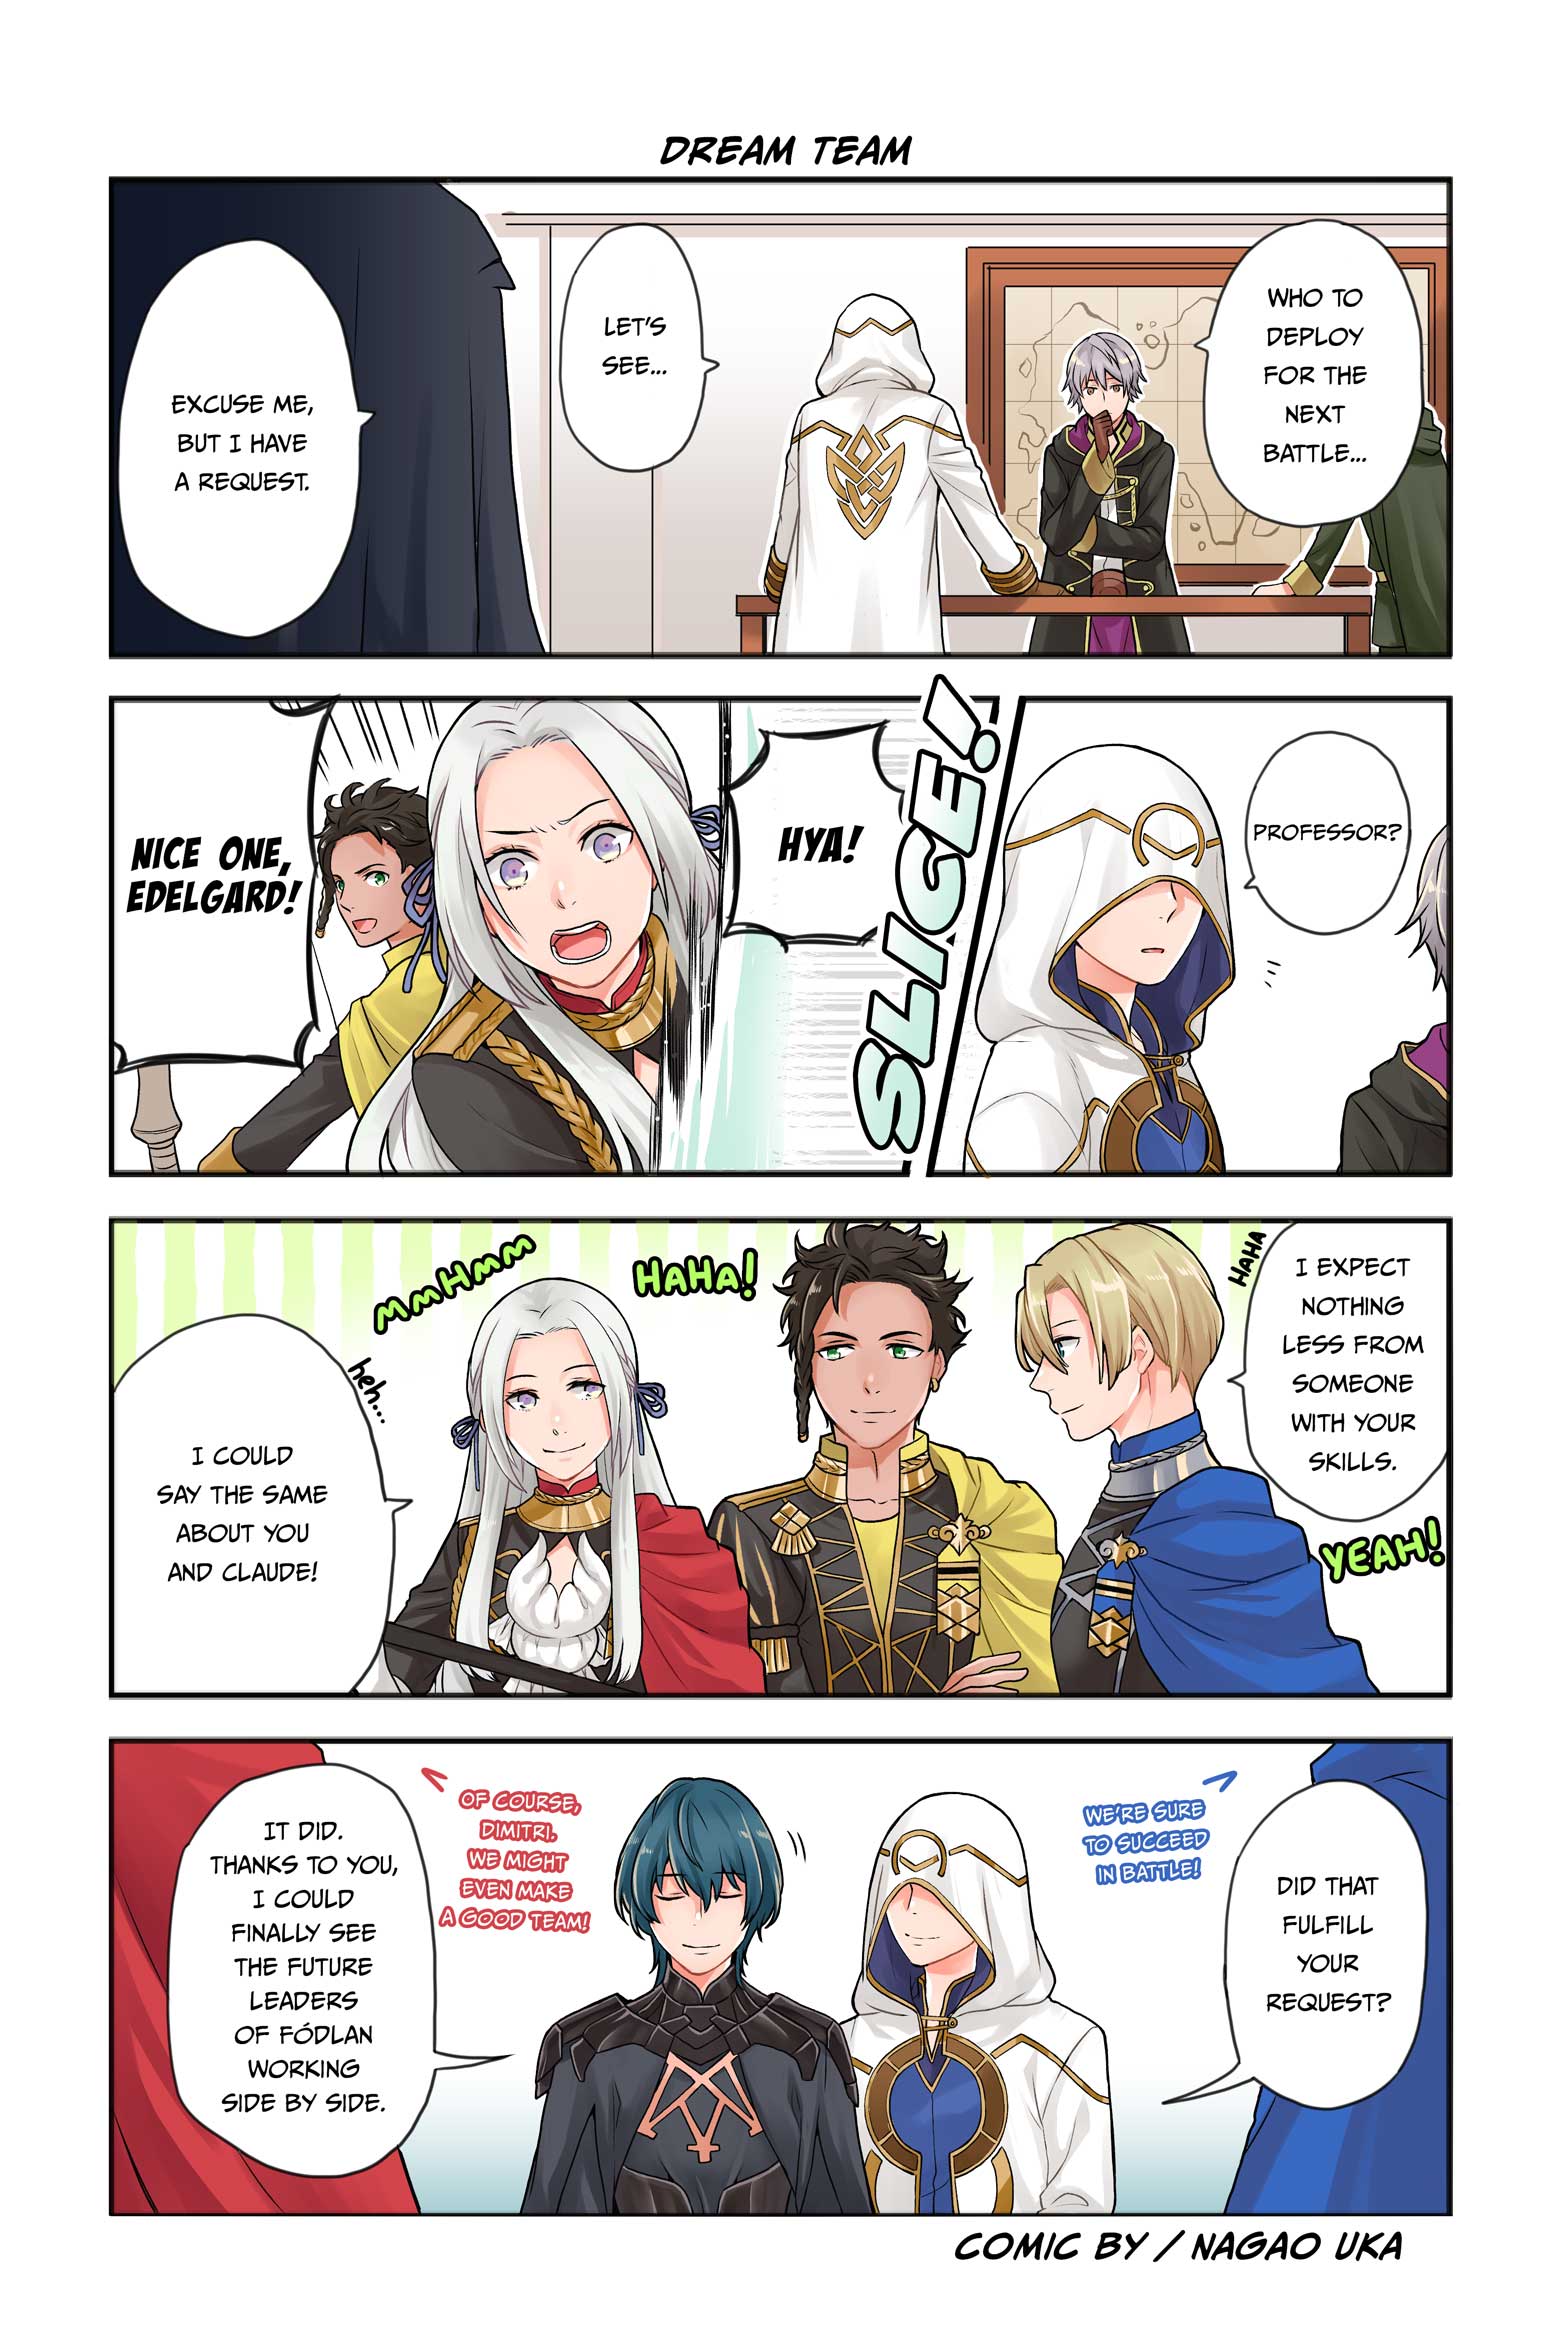 DREAM TEAM
WHO TO
DEPLOY
FOR THE
NEXT
BATTLE...
LET'S
SEE...
EXCUSE ME,
BUT I HAVE
A REQUEST.
PROFESSOR?
SLICE!
HYA!
NICE ONE,
EDELGARD!
HAHA
I EXPECT
NOTHING
LESS FROM
SOMEONE
WITH YOUR
SKILLS.
YEAH!
HAHA!
MMHMM
heh...
I COULD
SAY THE SAME
ABOUT YOU
AND CLAUDE!
WE'RE SURE
TO SUCCEED
IN BATTLE!
DID THAT
FULFILL
YOUR
REQUEST?
OF COURSE,
DIMITRI.
WE MIGHT
EVEN MAKE
A GOOD TEAM!
IT DID.
THANKS TO YOU,
I COULD
FINALLY SEE
THE FUTURE
LEADERS
OF FÓDLAN
WORKING
SIDE BY SIDE.
COMIC BY / NAGAO UKA